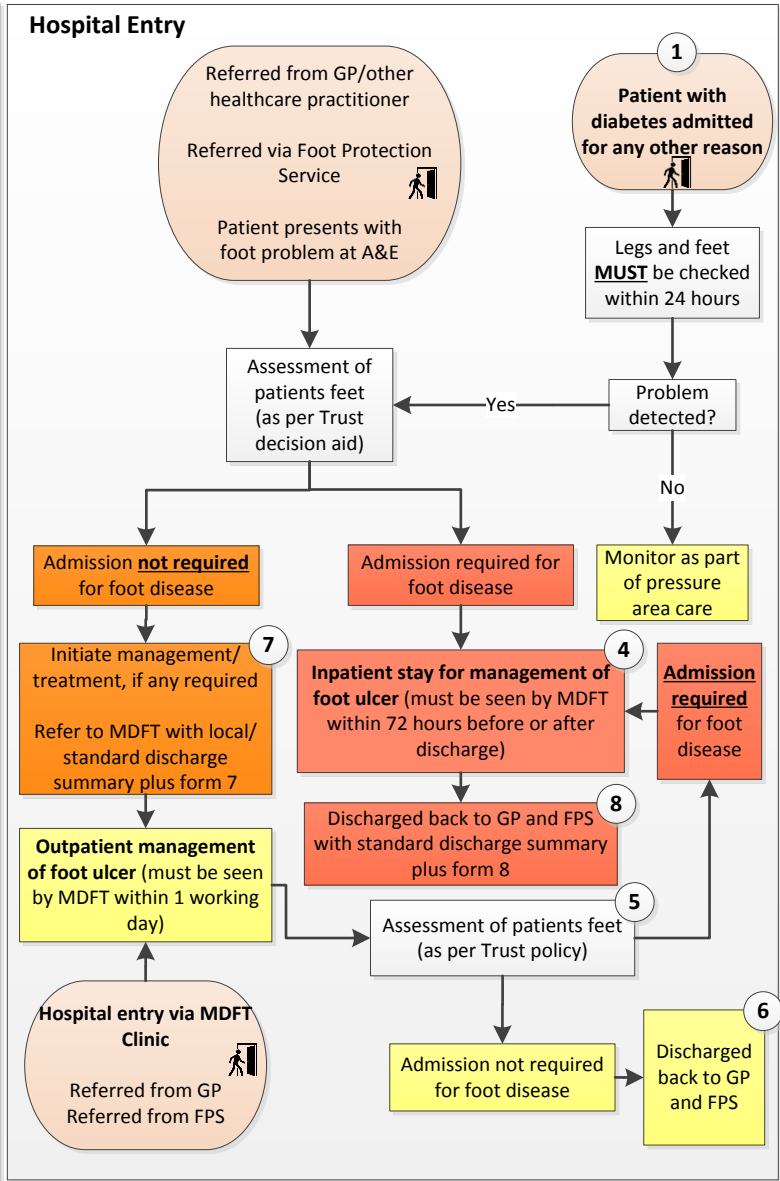 Hospital Entry
Referred from GP/other
healthcare practitioner
Referred via Foot Protection
Service
Patient presents with
foot problem at A&E
1
Patient with
diabetes admitted
for any other reason
Legs and feet
MUST be checked
within 24 hours
Assessment of
patients feet
(as per Trust
decision aid)
Yes
Problem
detected?
No
Monitor as part
of pressure
area care
Admission not required
for foot disease
Admission required for
foot disease
7
Initiate management/
treatment, if any required
Refer to MDFT with local/
standard discharge
summary plus form 7
4
Inpatient stay for management of
foot ulcer (must be seen by MDFT
within 72 hours before or after
discharge)
Admission
required
for foot
disease
8
Discharged back to GP and FPS
with standard discharge summary
plus form 8
Outpatient management
of foot ulcer (must be seen
by MDFT within 1 working
day)
5
Assessment of patients feet
(as per Trust policy)
Hospital entry via MDFT
Clinic
Referred from GP
Referred from FPS
Admission not required
for foot disease
6
Discharged
back to GP
and FPS